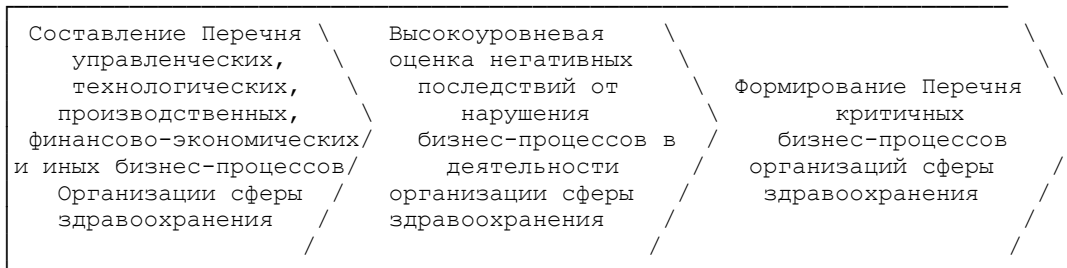 Составление Перечня
управленческих,
технологических,
производственных,
финансово-экономических
и иных бизнес-процессов
Организации сферы
здравоохранения
Высокоуровневая
оценка негативных
последствий от
нарушения
бизнес-процессов в
деятельности
организации сферы
здравоохранения
Формирование Перечня
критичных
бизнес-процессов
организаций сферы
здравоохранения